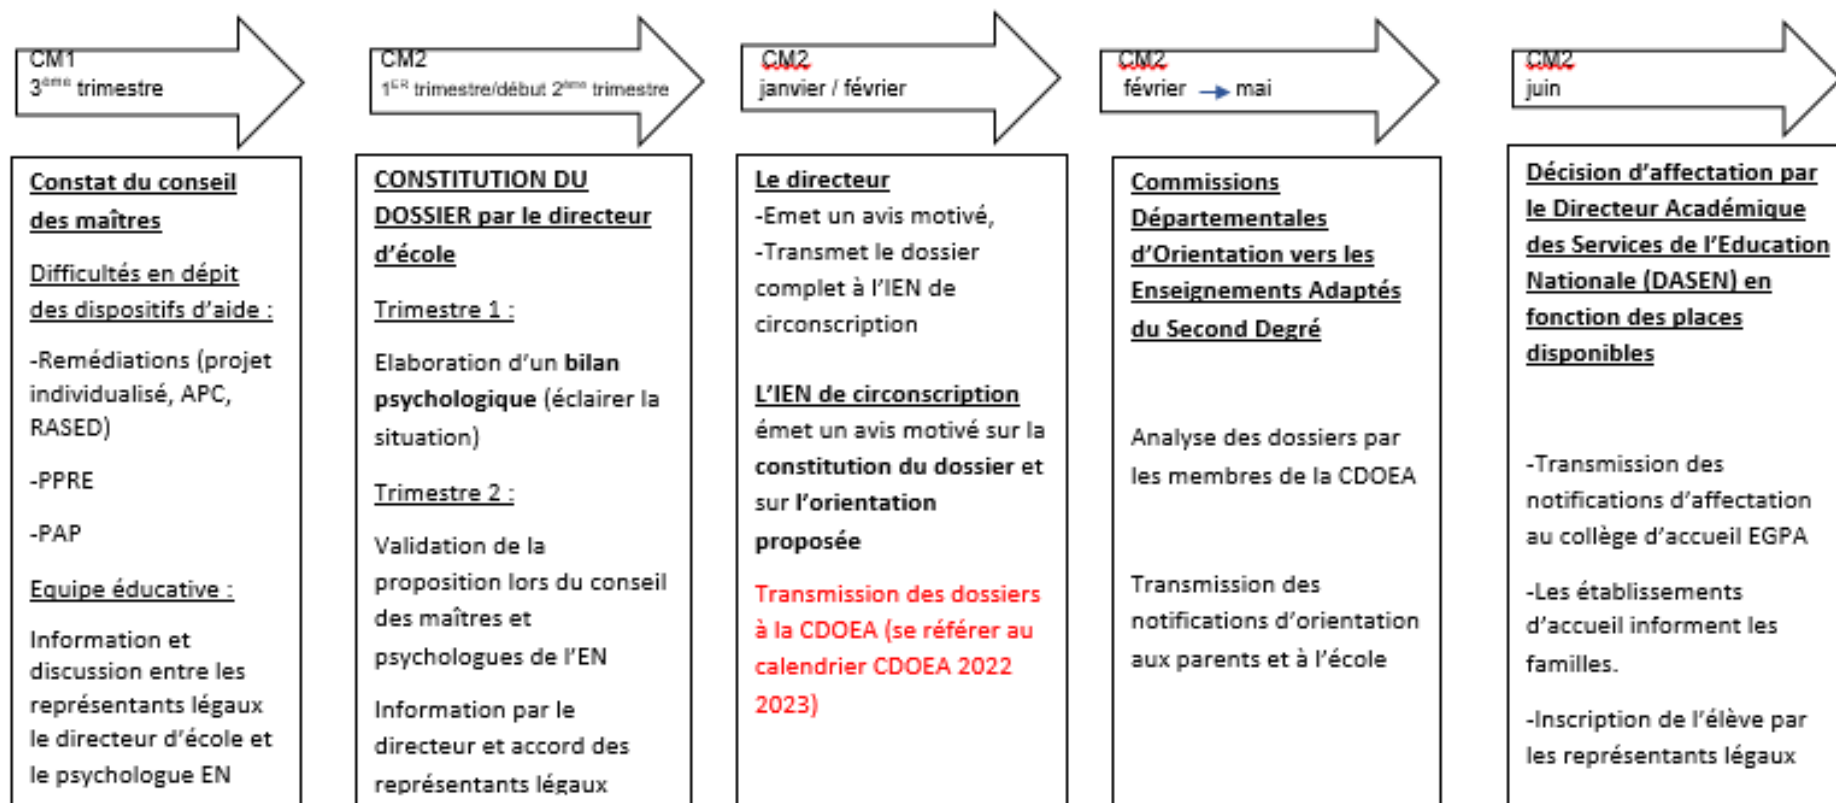 CM1
3ème trimestre
Constat du conseil
des maîtres
Difficultés en dépit
des dispositifs d'aide :
-Remédiations (projet
individualisé, APC,
RASED)
-PPRE
-PAP
Equipe éducative :
Information et
discussion entre les
représentants légaux
le directeur d'école et
le psychologue EN
CM2
1ER trimestre/début 2ème trimestre
CONSTITUTION DU
DOSSIER par le directeur
d'école
Trimestre 1 :
Elaboration d'un bilan
psychologique (éclairer la
situation)
Trimestre 2 :
Validation de la
proposition lors du conseil
des maîtres et
psychologues de l'EN
Information par le
directeur et accord des
représentants légaux
CM2
janvier / février
Le directeur
-Emet un avis motivé,
-Transmet le dossier
complet à l'IEN de
circonscription
L'IEN de circonscription
émet un avis motivé sur la
constitution du dossier et
sur l'orientation
proposée
Transmission des dossiers
à la CDOEA (se référer au
calendrier CDOEA 2022
2023)
CM2
février → mai
Commissions
Départementales
d'Orientation vers les
Enseignements Adaptés
du Second Degré
Analyse des dossiers par
les membres de la CDOEA
Transmission des
notifications d'orientation
aux parents et à l'école
CM2
juin
Décision d'affectation par
le Directeur Académique
des Services de l'Education
Nationale (DASEN) en
fonction des places
disponibles
-Transmission des
notifications d'affectation
au collège d'accueil EGPA
-Les établissements
d'accueil informent les
familles.
-Inscription de l'élève par
les représentants légaux